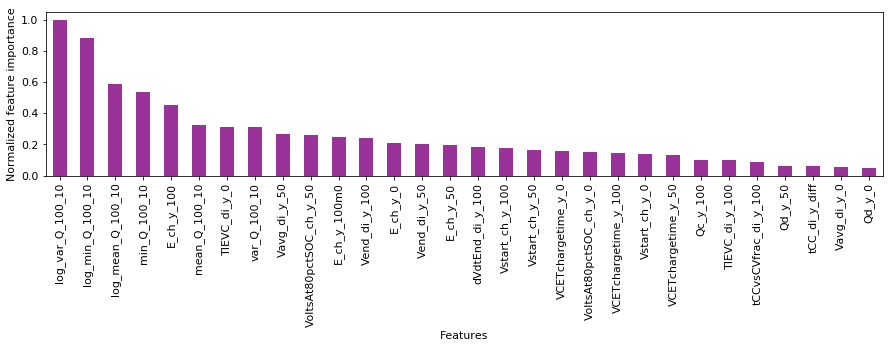 Normalized feature importance
1.0
0.8
0.6
0.4
0.2
0.0
log_var_Q_100_10
log_min_Q_100_10
log_mean_Q_100_10
min_Q_100_10
E_ch_y_100
mean_Q_100_10
TIEVC_di_y_0
var_Q_100_10
Vavg_di_y_50
VoltsAt80pctSOC_ch_y_50
E_ch_y_100m0
Vend_di_y_100
E_ch_y_0
Vend_di_y_50
E_ch_y_50
dVdtEnd_di_y_100
Vstart_ch_y_100
Vstart_ch_y_50
VCETchargetime_y_0
VoltsAt80pctSOC_ch_y_0
VCETchargetime_y_100
Vstart_ch_y_0
VCETchargetime_y_50
Qc_y_100
TIEVC_di_y_100
tCCvsCVfrac_di_y_100
Qd_y_50
tCC_di_y_diff
Vavg_di_y_0
Qd_y_0
Features